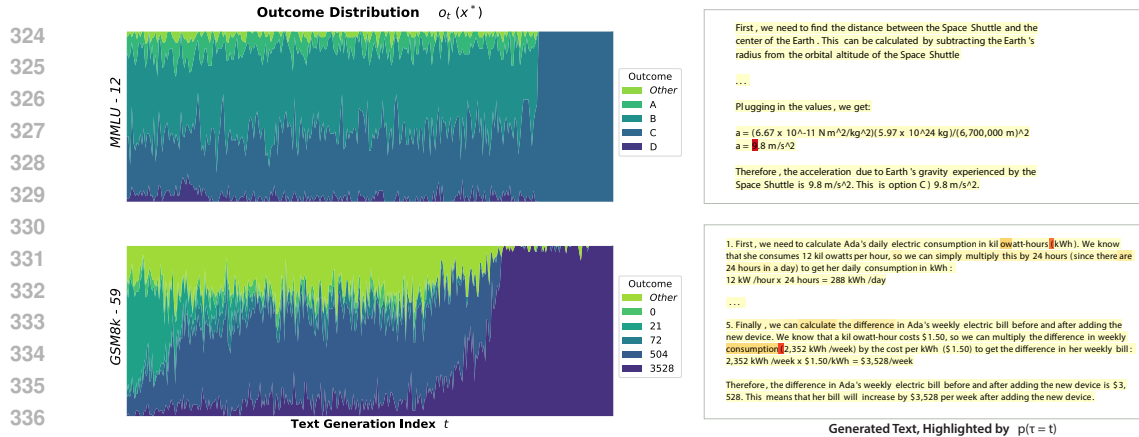 324
325
326
327
328
329
330
331
332
333
334
335
336
Outcome Distribution o_t (x*)
MMLU - 12
Outcome
Other
A
B
C
D
GSM8k - 59
Outcome
Other
0
21
72
504
3528
Text Generation Index t
First , we need to find the distance between the Space Shuttle and the
center of the Earth . This can be calculated by subtracting the Earth 's
radius from the orbital altitude of the Space Shuttle
...
Plugging in the values , we get:
a = (6.67 x 10^-11 N m^2/kg^2)(5.97 x 10^24 kg)/(6,700,000 m)^2
a = 9.8 m/s^2
Therefore , the acceleration due to Earth 's gravity experienced by the
Space Shuttle is 9.8 m/s^2. This is option C ) 9.8 m/s^2.
1. First , we need to calculate Ada's daily electric consumption in kil owatt-hours (kWh ). We know
that she consumes 12 kil owatts per hour, so we can simply multiply this by 24 hours (since there are
24 hours in a day) to get her daily consumption in kWh :
12 kW /hour x 24 hours = 288 kWh /day
...
5. Finally , we can calculate the difference in Ada's weekly electric bill before and after adding the
new device. We know that a kil owatt-hour costs $1.50, so we can multiply the difference in weekly
consumption (2,352 kWh /week) by the cost per kWh ($1.50) to get the difference in her weekly bill :
2,352 kWh /week x $1.50/kWh = $3,528/week
Therefore, the difference in Ada's weekly electric bill before and after adding the new device is $3,
528. This means that her bill will increase by $3,528 per week after adding the new device.
Generated Text, Highlighted by p(τ = t)